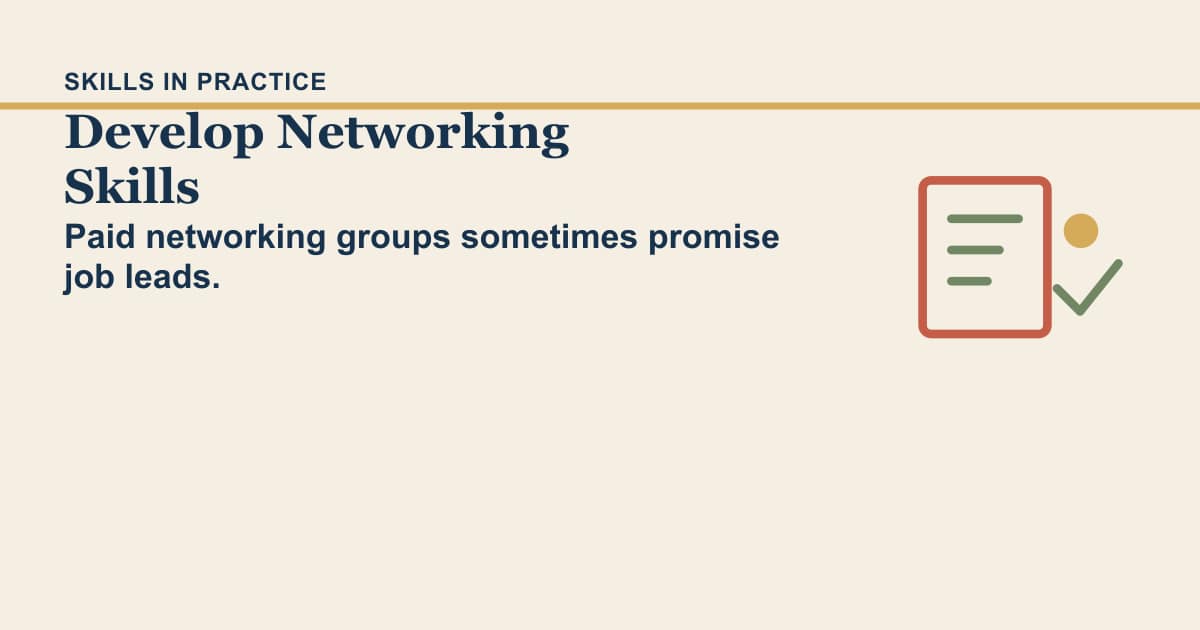 SKILLS IN PRACTICE
Develop Networking
Skills
Paid networking groups sometimes promise
job leads.